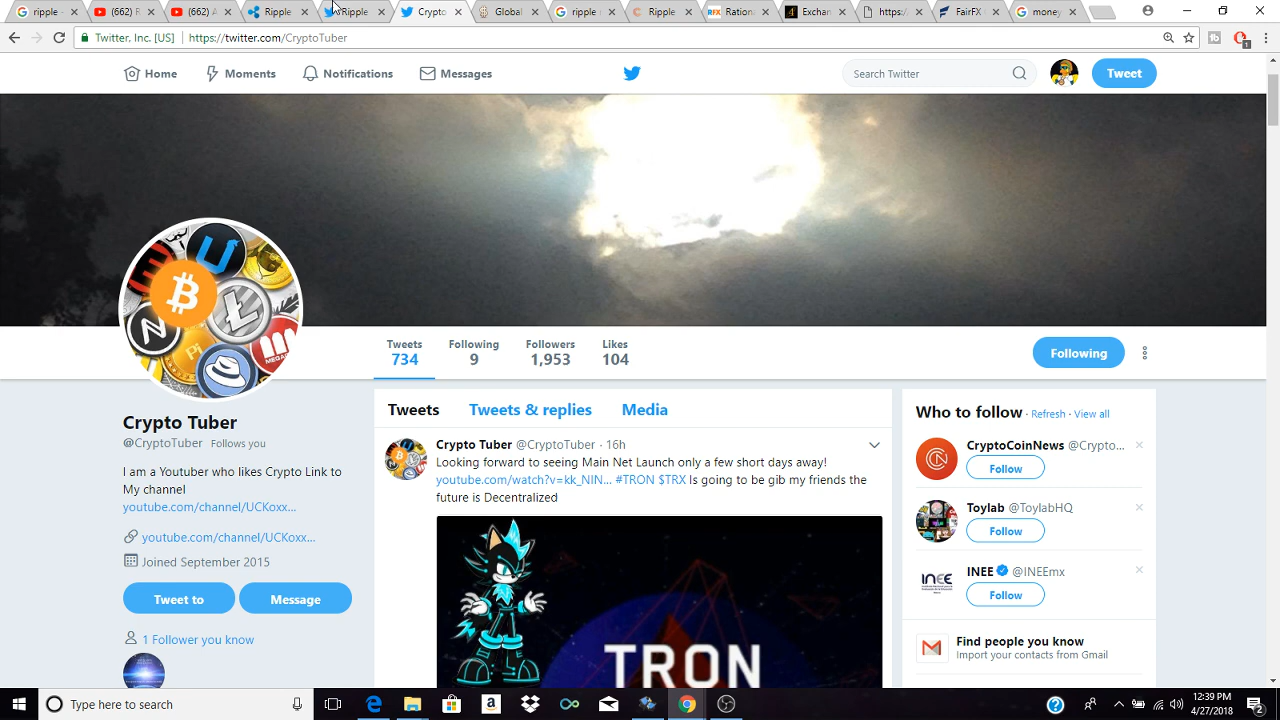 ripple -
(662) R
(662) A
Ripple
Ripple
Crypto
Global
ripple
Ripple
Ration
Exchan
https:/
FairFX
money
Twitter, Inc. [US] | https://twitter.com/CryptoTuber
Home
Moments
Notifications
Messages
Search Twitter
Tweet
Tweets
734
Following
9
Followers
1,953
Likes
104
Following
Crypto Tuber
@CryptoTuber Follows you
I am a Youtuber who likes Crypto Link to
My channel
youtube.com/channel/UCKoxx...
youtube.com/channel/UCKoxx...
Joined September 2015
Tweet to
Message
1 Follower you know
Tweets
Tweets & replies
Media
Crypto Tuber @CryptoTuber · 16h
Looking forward to seeing Main Net Launch only a few short days away!
youtube.com/watch?v=kk_NIN... #TRON $TRX Is going to be gib my friends the
future is Decentralized
TRON
Who to follow · Refresh · View all
CryptoCoinNews @Crypto...
Follow
Toylab @ToylabHQ
Follow
INEE @INEEmx
Follow
Find people you know
Import your contacts from Gmail
Type here to search
12:39 PM
4/27/2018